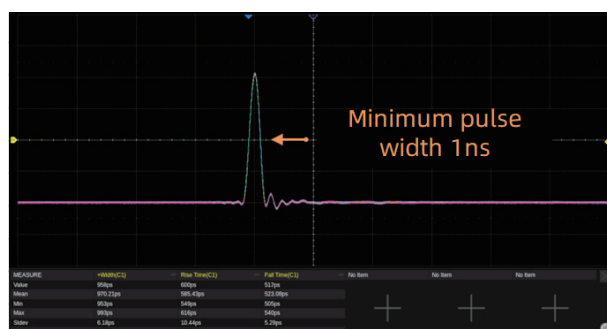 Minimum pulse
width 1ns
MEASURE +Width(C1) Rise Time(C1) Fall Time(C1) No Item No Item No Item
Value 958ps 600ps 517ps
Mean 970.21ps 585.43ps 523.08ps
Min 953ps 549ps 505ps
Max 993ps 616ps 540ps
Stdev 6.18ps 10.44ps 5.29ps